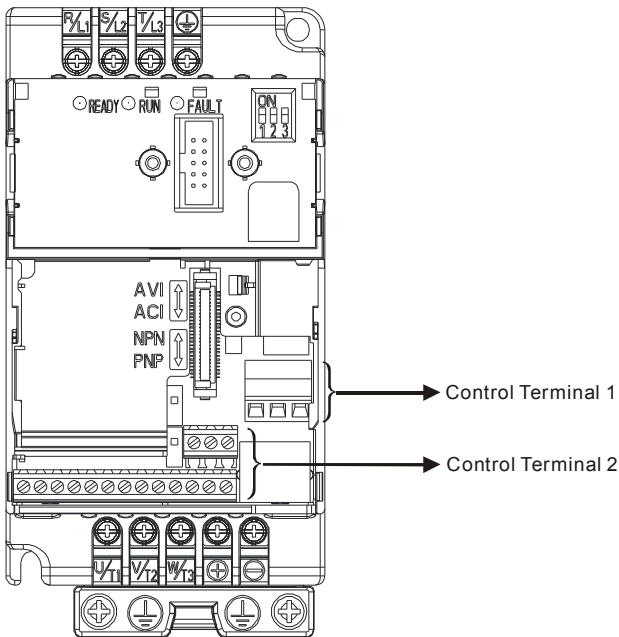 R/L1 S/L2 T/L3
READY RUN FAULT
ON
1 2 3
AVI
ACI
NPN
PNP
Control Terminal 1
Control Terminal 2
U/T1 V/T2 W/T3 + −